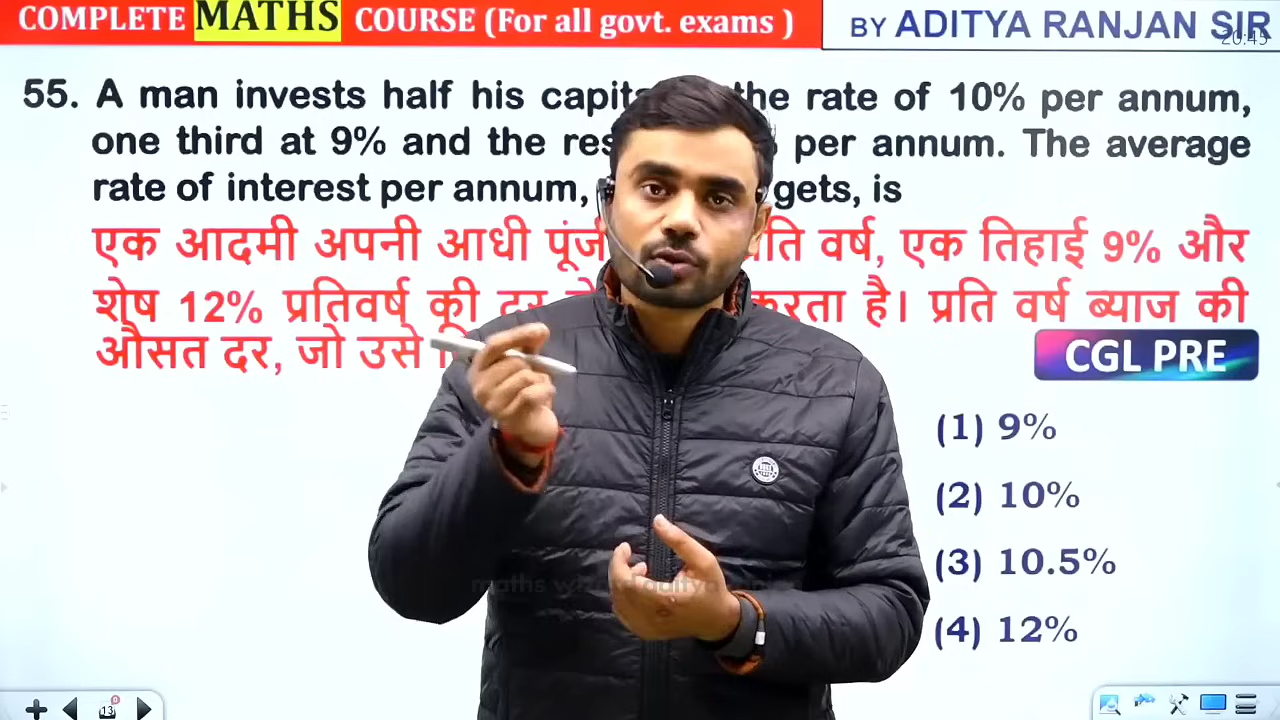 COMPLETE MATHS COURSE (For all govt. exams )
BY ADITYA RANJAN SIR
20:45
55. A man invests half his the rate of 10% per annum,
one third at 9% and the per annum. The average
rate of interest per annum, gets, is
एक आदमी अपनी आधी वर्ष, एक तिहाई 9% और
शेष 12% प्रतिवर्ष की करता है। प्रति वर्ष ब्याज की
औसत दर, जो उसे
CGL PRE
(1) 9%
(2) 10%
(3) 10.5%
(4) 12%
13